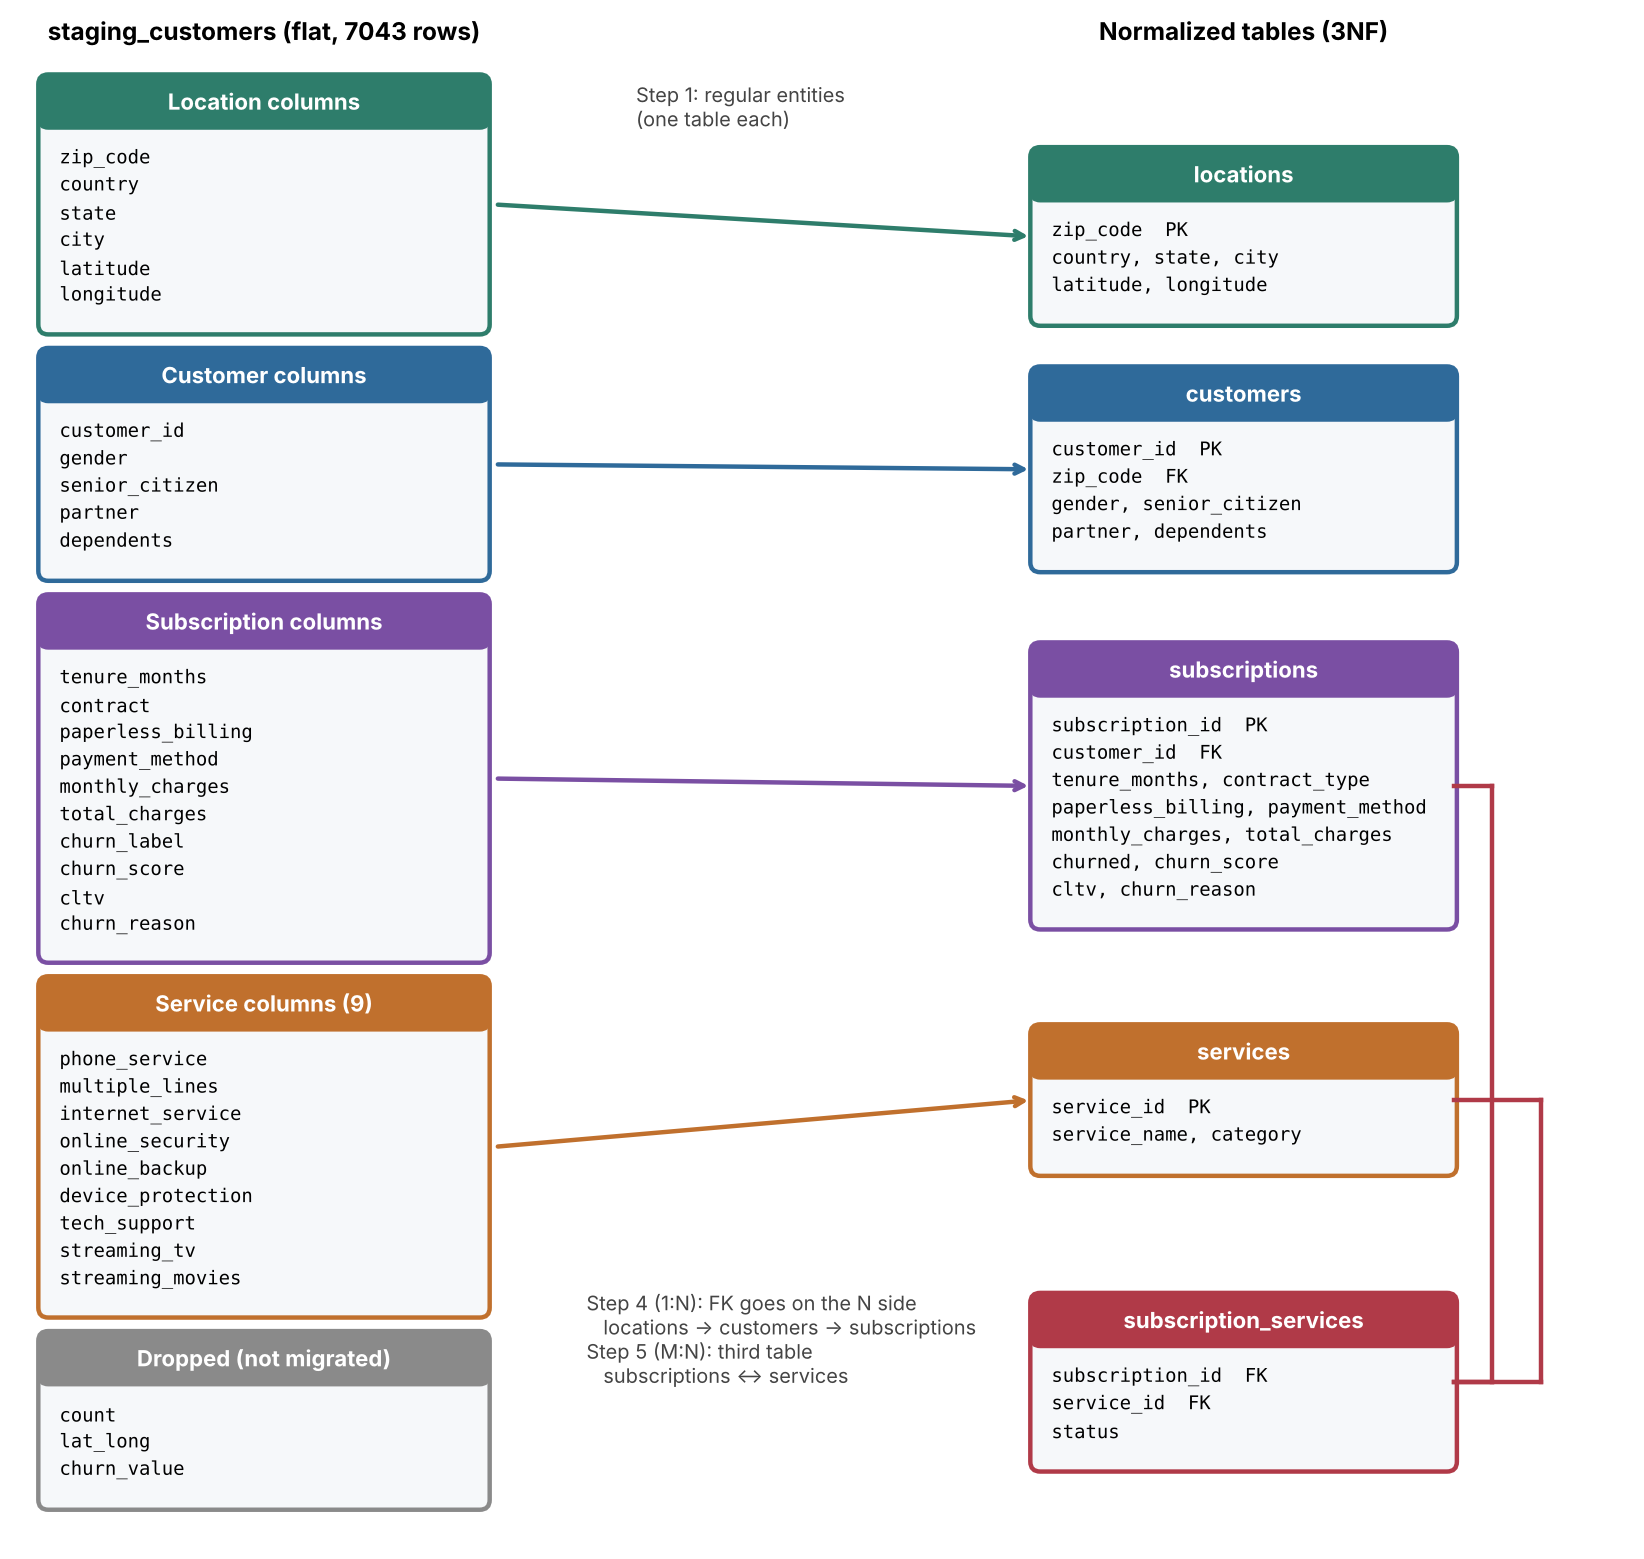 staging_customers (flat, 7043 rows)
Location columns
zip_code
country
state
city
latitude
longitude
Customer columns
customer_id
gender
senior_citizen
partner
dependents
Subscription columns
tenure_months
contract
paperless_billing
payment_method
monthly_charges
total_charges
churn_label
churn_score
cltv
churn_reason
Service columns (9)
phone_service
multiple_lines
internet_service
online_security
online_backup
device_protection
tech_support
streaming_tv
streaming_movies
Dropped (not migrated)
count
lat_long
churn_value
Step 1: regular entities
(one table each)
Step 4 (1:N): FK goes on the N side
locations → customers → subscriptions
Step 5 (M:N): third table
subscriptions ↔ services
Normalized tables (3NF)
locations
zip_code  PK
country, state, city
latitude, longitude
customers
customer_id  PK
zip_code  FK
gender, senior_citizen
partner, dependents
subscriptions
subscription_id  PK
customer_id  FK
tenure_months, contract_type
paperless_billing, payment_method
monthly_charges, total_charges
churned, churn_score
cltv, churn_reason
services
service_id  PK
service_name, category
subscription_services
subscription_id  FK
service_id  FK
status